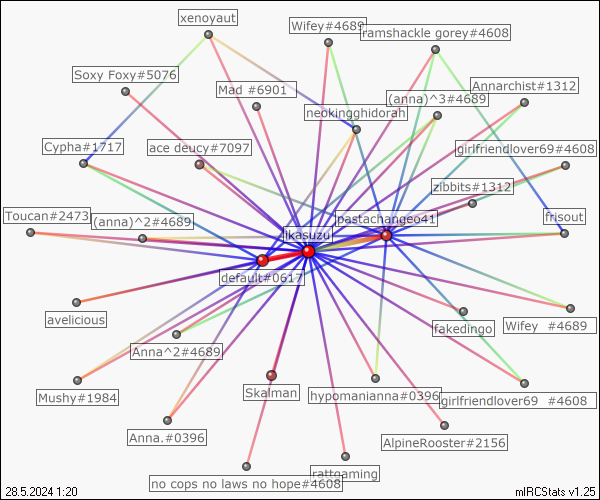 xenoyaut
Wifey#4689
ramshackle gorey#4608
Soxy Foxy#5076
Mad #6901
Annarchist#1312
(anna)^3#4689
neokingghidorah
Cypha#1717
ace deucy#7097
girlfriendlover69#4608
zibbits#1312
Toucan#2473
(anna)^2#4689
pastachangeo41
frisout
likasuzu
default#0617
avelicious
fakedingo
Wifey #4689
Anna^2#4689
Mushy#1984
Skalman
hypomanianna#0396
girlfriendlover69 #4608
Anna.#0396
AlpineRooster#2156
rattoaming
no cops no laws no hope#4608
28.5.2024 1:20
mIRCStats v1.25